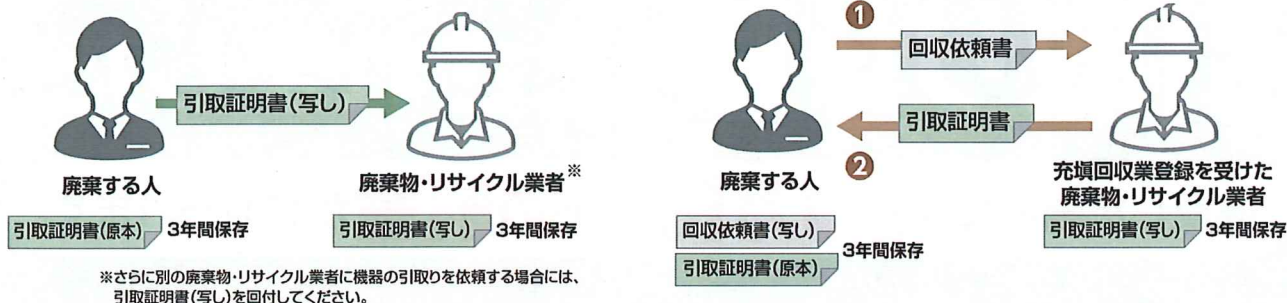 引取証明書(写し)
廃棄する人
廃棄物・リサイクル業者※
引取証明書(原本) 3年間保存
引取証明書(写し) 3年間保存
※さらに別の廃棄物・リサイクル業者に機器の引取りを依頼する場合には、
引取証明書(写し)を回付してください。
1
回収依頼書
引取証明書
2
廃棄する人
充塡回収業登録を受けた
廃棄物・リサイクル業者
回収依頼書(写し)
引取証明書(原本)
3年間保存
引取証明書(写し) 3年間保存